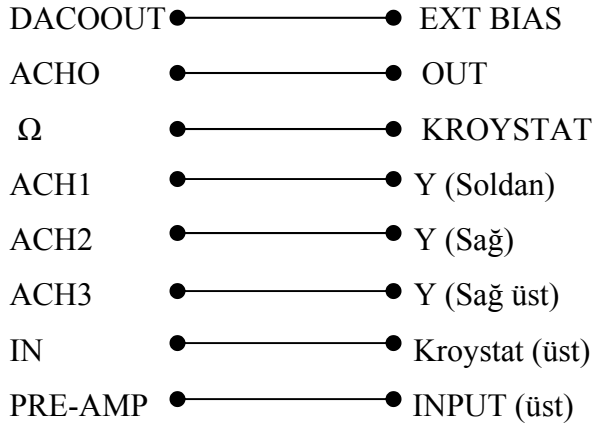 DACOOUT EXT BIAS
ACHO OUT
Ω KROYSTAT
ACH1 Y (Soldan)
ACH2 Y (Sağ)
ACH3 Y (Sağ üst)
IN Kroystat (üst)
PRE-AMP INPUT (üst)